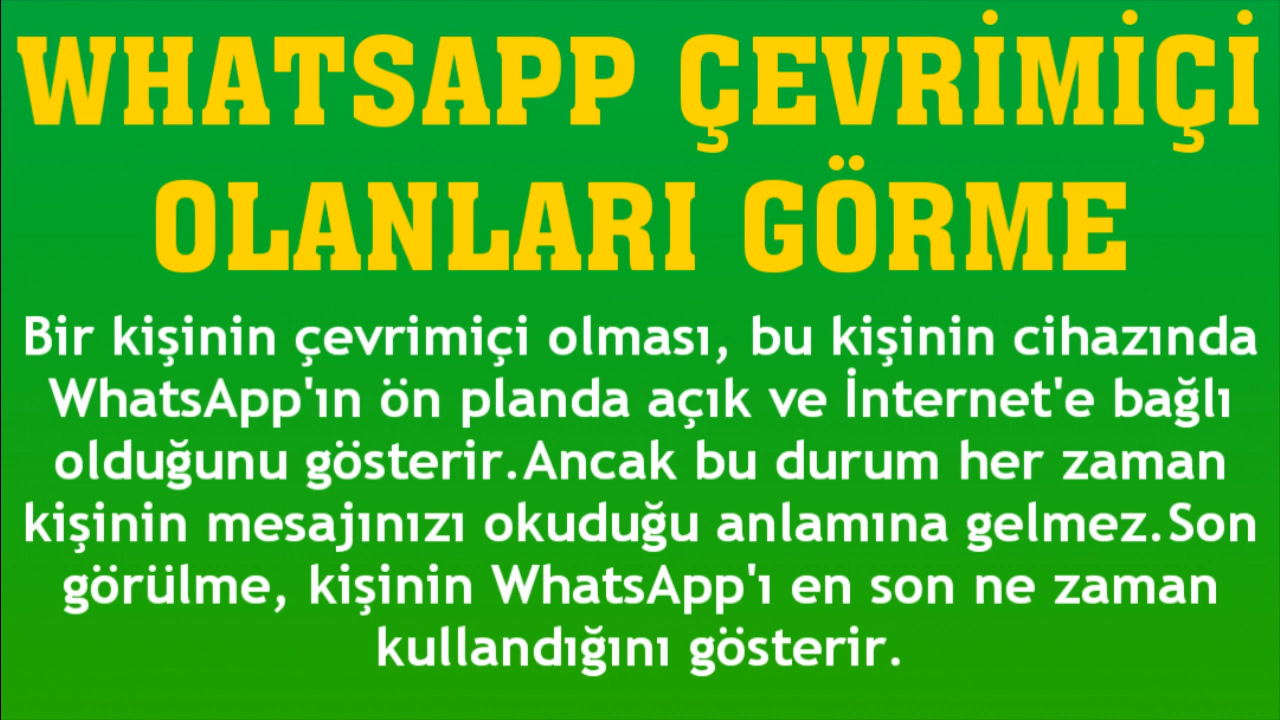 WHATSAPP ÇEVRİMİÇİ
OLANLARI GÖRME
Bir kişinin çevrimiçi olması, bu kişinin cihazında
WhatsApp'ın ön planda açık ve İnternet'e bağlı
olduğunu gösterir.Ancak bu durum her zaman
kişinin mesajınızı okuduğu anlamına gelmez.Son
görülme, kişinin WhatsApp'ı en son ne zaman
kullandığını gösterir.